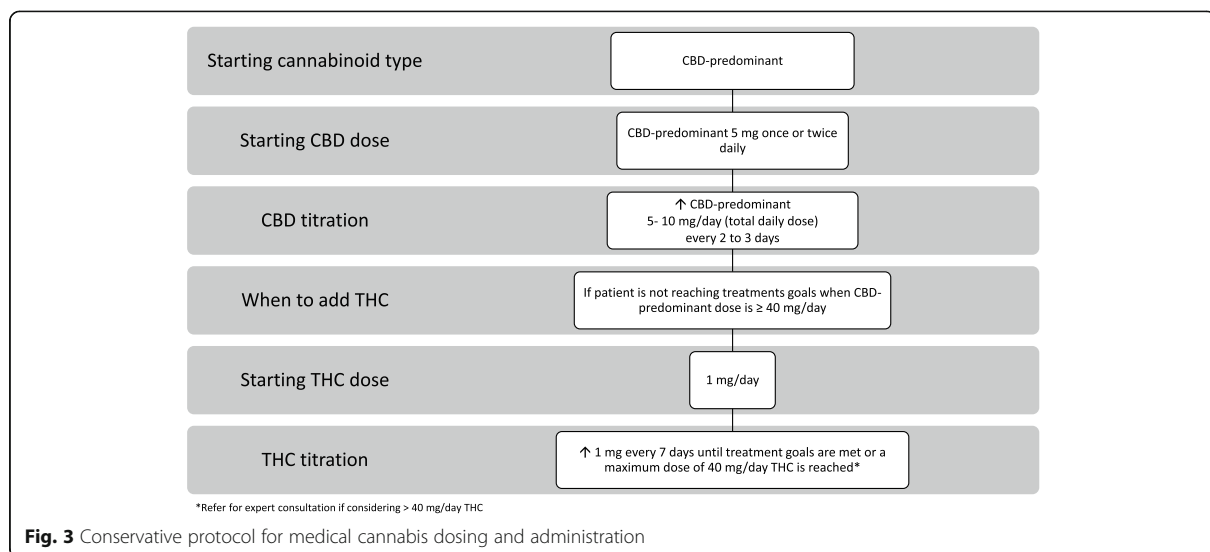 Starting cannabinoid type
CBD-predominant
Starting CBD dose
CBD-predominant 5 mg once or twice
daily
CBD titration
↑ CBD-predominant
5- 10 mg/day (total daily dose)
every 2 to 3 days
When to add THC
If patient is not reaching treatments goals when CBD-
predominant dose is ≥ 40 mg/day
Starting THC dose
1 mg/day
THC titration
↑ 1 mg every 7 days until treatment goals are met or a
maximum dose of 40 mg/day THC is reached*
*Refer for expert consultation if considering > 40 mg/day THC
Fig. 3 Conservative protocol for medical cannabis dosing and administration